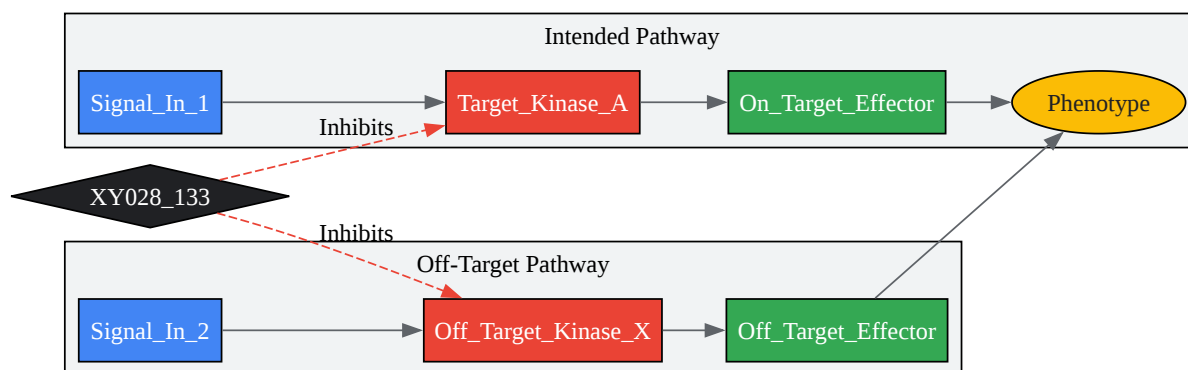 Intended Pathway
Signal_In_1
Target_Kinase_A
On_Target_Effector
Phenotype
Inhibits
XY028_133
Inhibits
Off-Target Pathway
Signal_In_2
Off_Target_Kinase_X
Off_Target_Effector